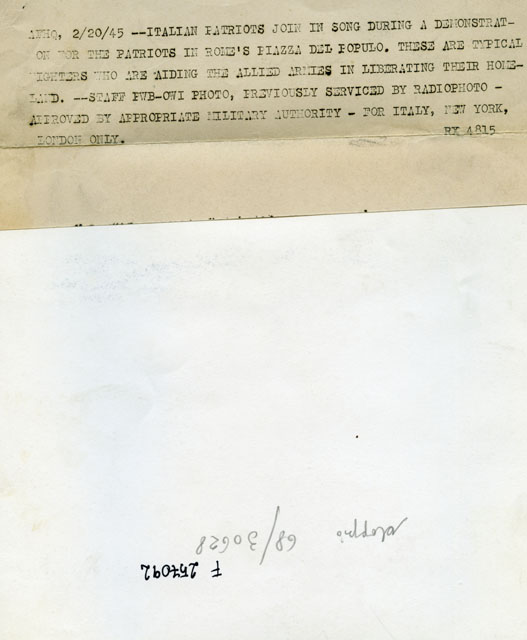 AFHQ, 2/20/45 --ITALIAN PATRIOTS JOIN IN SONG DURING A DEMONSTRAT-
ON FOR THE PATRIOTS IN ROME'S PIAZZA DEL POPULO. THESE ARE TYPICAL
FIGHTERS WHO ARE AIDING THE ALLIED ARMIES IN LIBERATING THEIR HOME-
LAND. --STAFF PWB-OWI PHOTO, PREVIOUSLY SERVICED BY RADIOPHOTO -
APPROVED BY APPROPRIATE MILITARY AUTHORITY - FOR ITALY, NEW YORK,
LONDON ONLY. RX 4815
68/30628
F 257092